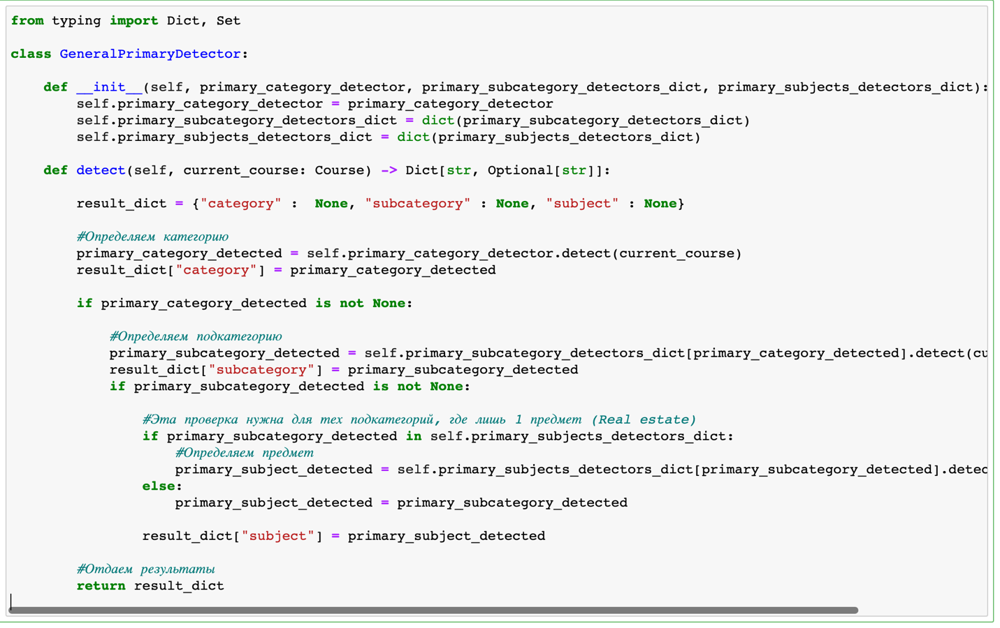 from typing import Dict, Set
class GeneralPrimaryDetector:
def __init__(self, primary_category_detector, primary_subcategory_detectors_dict, primary_subjects_detectors_dict):
self.primary_category_detector = primary_category_detector
self.primary_subcategory_detectors_dict = dict(primary_subcategory_detectors_dict)
self.primary_subjects_detectors_dict = dict(primary_subjects_detectors_dict)
def detect(self, current_course: Course) -> Dict[str, Optional[str]]:
result_dict = {"category" :  None, "subcategory" : None, "subject" : None}
#Определяем категорию
primary_category_detected = self.primary_category_detector.detect(current_course)
result_dict["category"] = primary_category_detected
if primary_category_detected is not None:
#Определяем подкатегорию
primary_subcategory_detected = self.primary_subcategory_detectors_dict[primary_category_detected].detect(cu
result_dict["subcategory"] = primary_subcategory_detected
if primary_subcategory_detected is not None:
#Эта проверка нужна для тех подкатегорий, где лишь 1 предмет (Real estate)
if primary_subcategory_detected in self.primary_subjects_detectors_dict:
#Определяем предмет
primary_subject_detected = self.primary_subjects_detectors_dict[primary_subcategory_detected].detec
else:
primary_subject_detected = primary_subcategory_detected
result_dict["subject"] = primary_subject_detected
#Отдаем результаты
return result_dict